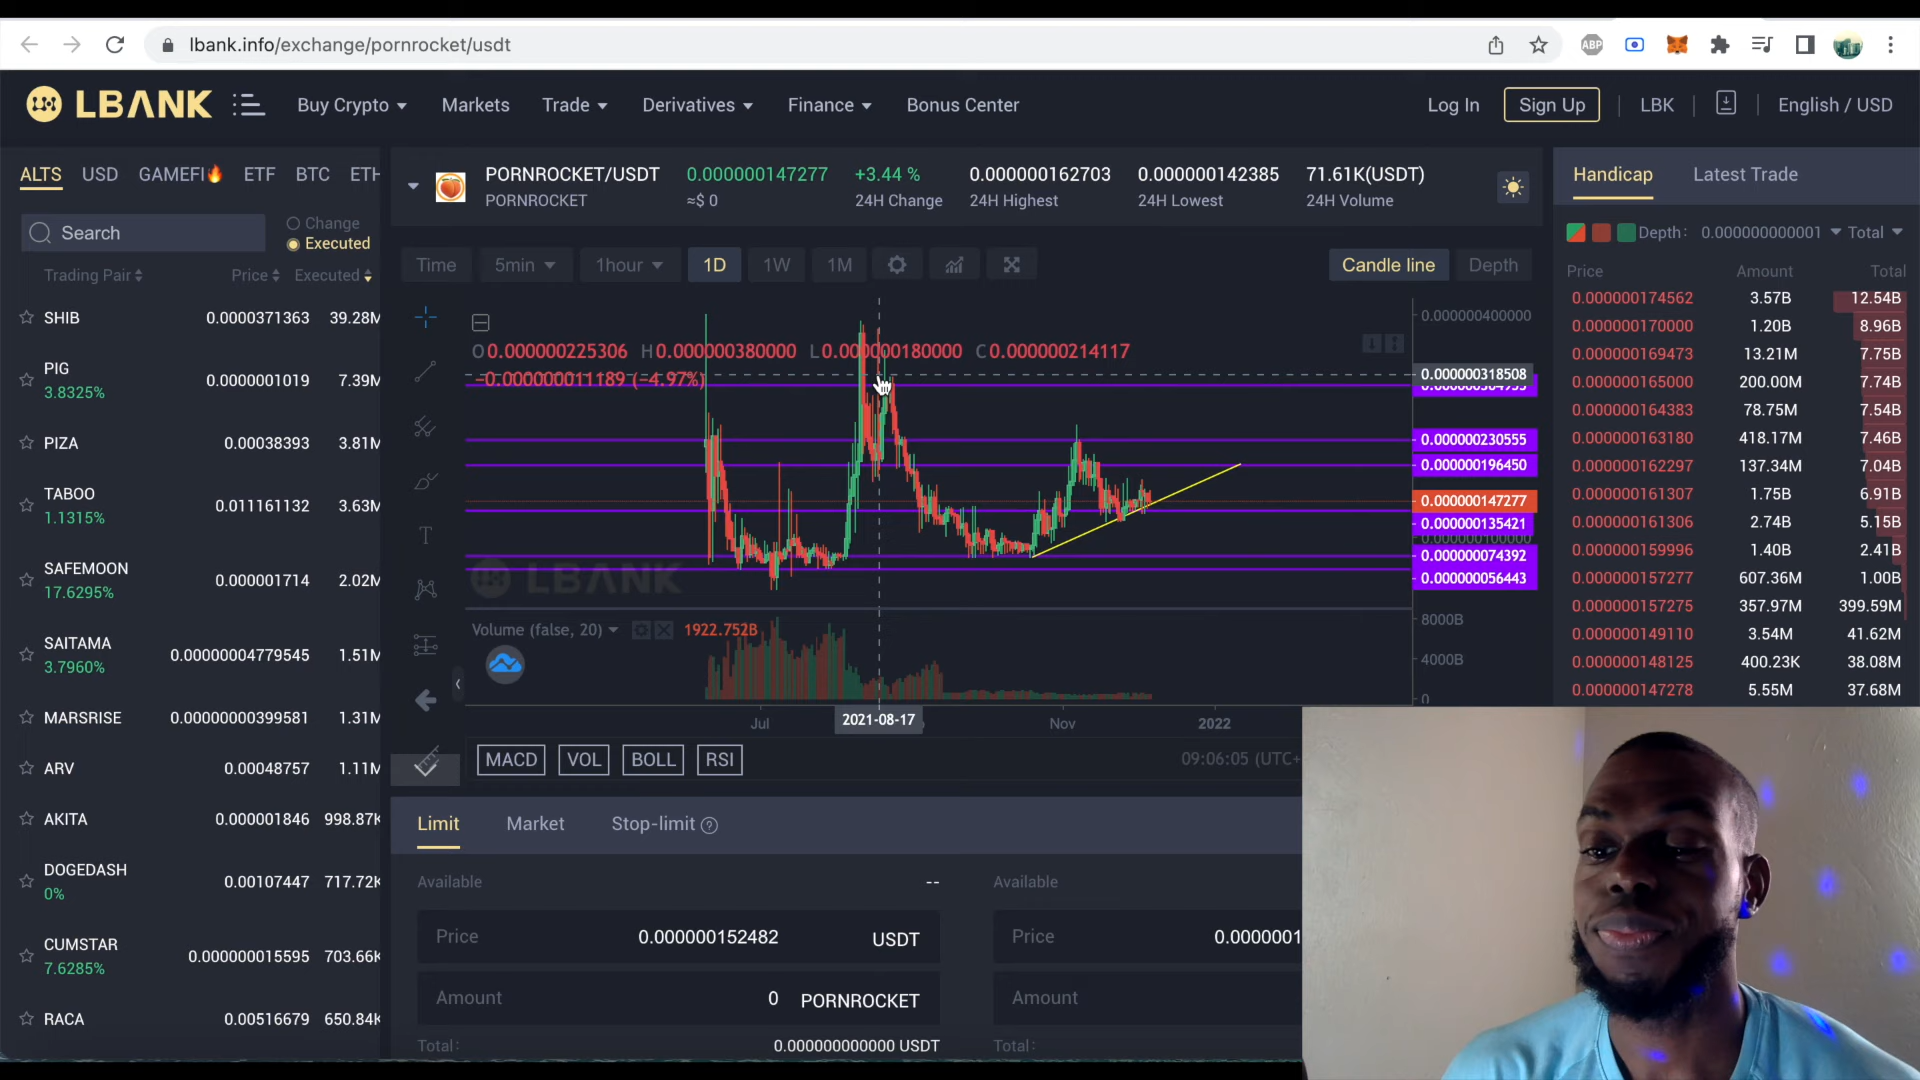 lbank.info/exchange/pornrocket/usdt
ABP
LBANK
Buy Crypto Markets Trade Derivatives Finance Bonus Center
Log In Sign Up LBK English / USD
ALTS USD GAMEFI ETF BTC ETH
Search
Change
Executed
Trading Pair Price Executed
SHIB 0.0000371363 39.28M
PIG 0.0000001019 7.39M
3.8325%
PIZA 0.00038393 3.81M
TABOO 0.011161132 3.63M
1.1315%
SAFEMOON 0.000001714 2.02M
17.6295%
SAITAMA 0.00000004779545 1.51M
3.7960%
MARSRISE 0.00000000399581 1.31M
ARV 0.00048757 1.11M
AKITA 0.000001846 998.87K
DOGEDASH 0.00107447 717.72K
0%
CUMSTAR 0.000000015595 703.66K
7.6285%
RACA 0.00516679 650.84K
PORNROCKET/USDT 0.000000147277 +3.44 % 0.000000162703 0.000000142385 71.61K(USDT)
PORNROCKET ≈$ 0 24H Change 24H Highest 24H Lowest 24H Volume
Time 5min 1hour 1D 1W 1M Candle line Depth
O0.000000225306 H0.000000380000 L0.000000180000 C0.000000214117
−0.000000011189 (−4.97%)
0.000000400000
0.000000318508
0.000000230555
0.000000196450
0.000000147277
0.000000135421
0.000000100000
0.000000074392
0.000000056443
LBANK
Volume (false, 20) 1922.752B
8000B
4000B
0
Jul 2021-08-17 Nov 2022
MACD VOL BOLL RSI
09:06:05 (UTC+
Limit Market Stop-limit
Available -- Available
Price 0.000000152482 USDT Price 0.0000001
Amount 0 PORNROCKET Amount
Total: 0.000000000000 USDT Total:
Handicap Latest Trade
Depth: 0.000000000001 Total
Price Amount Total
0.000000174562 3.57B 12.54B
0.000000170000 1.20B 8.96B
0.000000169473 13.21M 7.75B
0.000000165000 200.00M 7.74B
0.000000164383 78.75M 7.54B
0.000000163180 418.17M 7.46B
0.000000162297 137.34M 7.04B
0.000000161307 1.75B 6.91B
0.000000161306 2.74B 5.15B
0.000000159996 1.40B 2.41B
0.000000157277 607.36M 1.00B
0.000000157275 357.97M 399.59M
0.000000149110 3.54M 41.62M
0.000000148125 400.23K 38.08M
0.000000147278 5.55M 37.68M